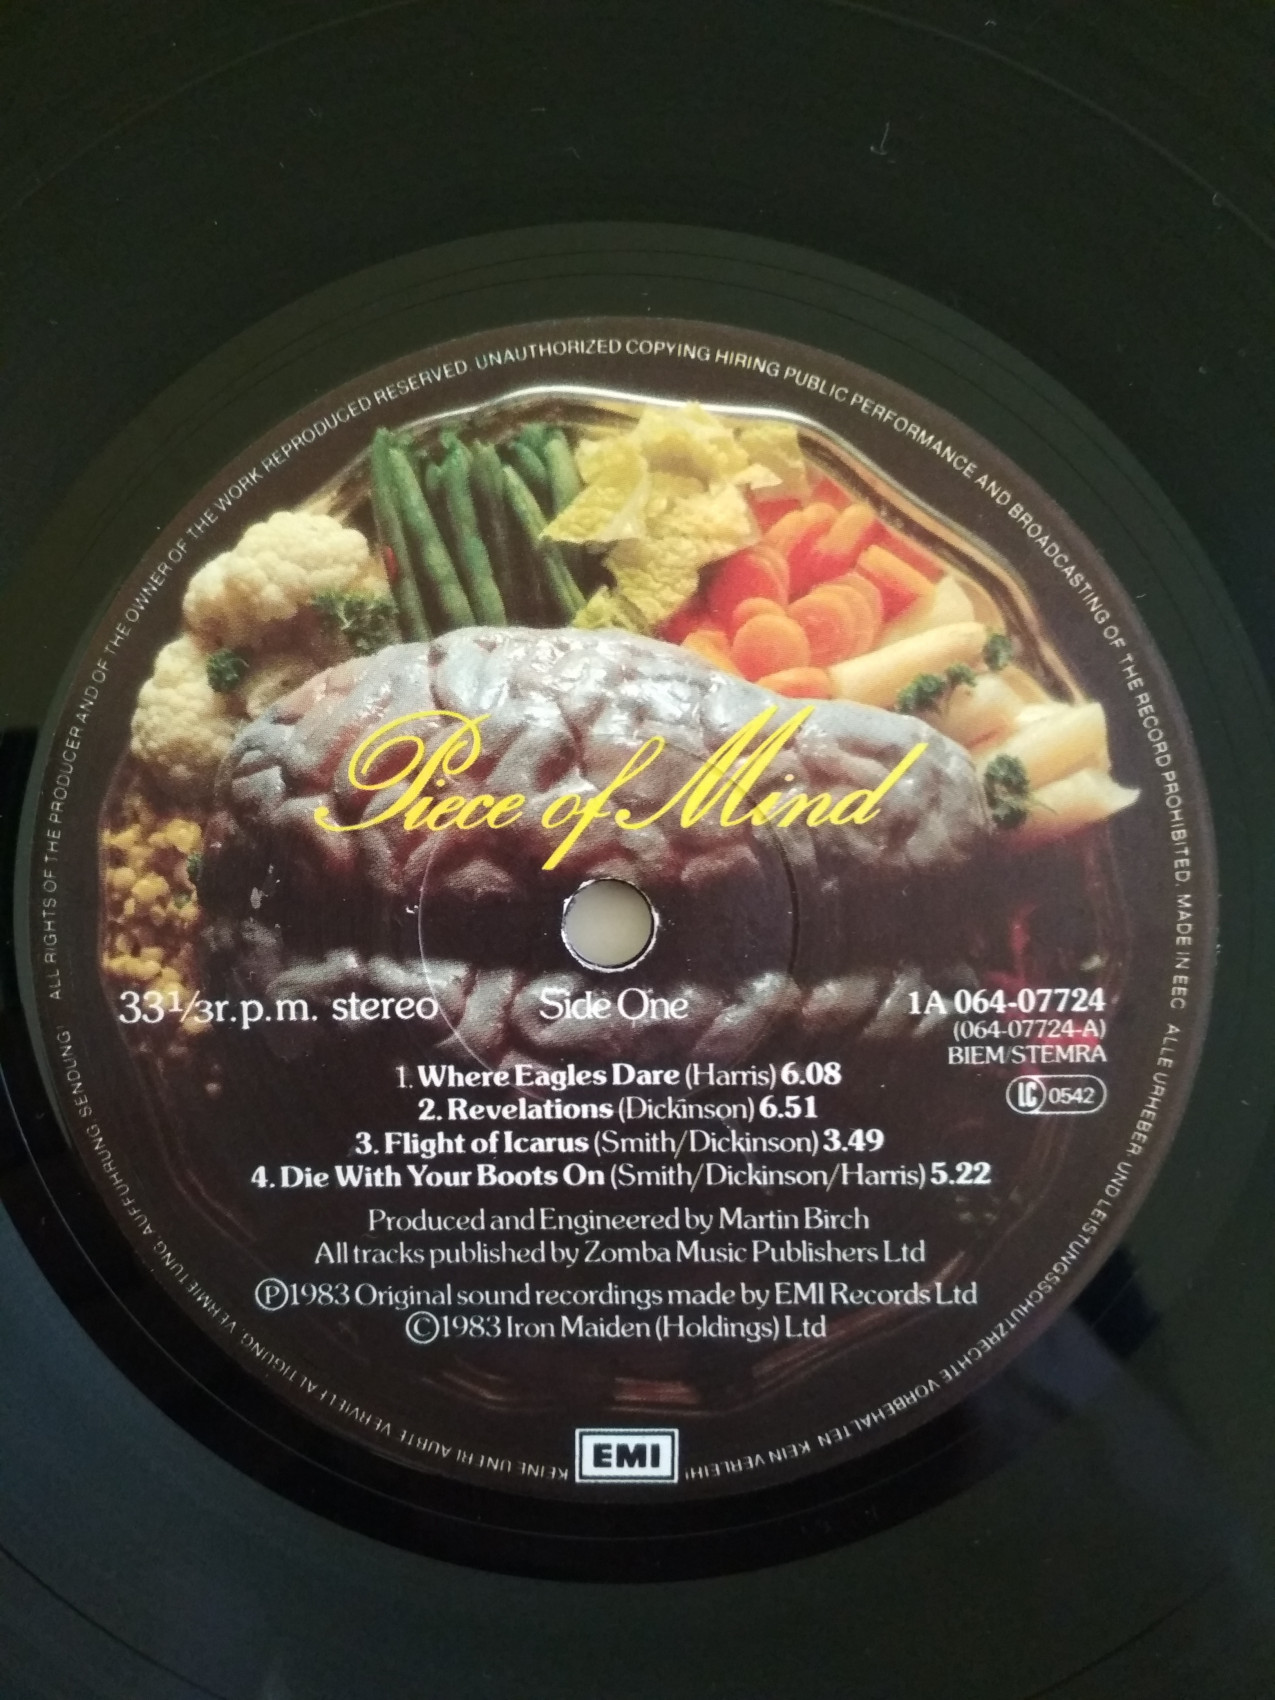 ALL RIGHTS OF THE PRODUCER AND OF THE OWNER OF THE WORK REPRODUCED RESERVED. UNAUTHORIZED COPYING HIRING PUBLIC PERFORMANCE AND BROADCASTING OF THE RECORD PROHIBITED. MADE IN EEC
Piece of Mind
33⅓r.p.m. stereo
Side One
1A 064-07724
(064-07724-A)
BIEM/STEMRA
LC 0542
1. Where Eagles Dare (Harris) 6.08
2. Revelations (Dickinson) 6.51
3. Flight of Icarus (Smith/Dickinson) 3.49
4. Die With Your Boots On (Smith/Dickinson/Harris) 5.22
Produced and Engineered by Martin Birch
All tracks published by Zomba Music Publishers Ltd
Ⓟ1983 Original sound recordings made by EMI Records Ltd
©1983 Iron Maiden (Holdings) Ltd
EMI
ALLE URHEBER- UND LEISTUNGSSCHUTZRECHTE VORBEHALTEN KEIN VERLEIH! KEINE UNERLAUBTE VERVIELFÄLTIGUNG, VERMIETUNG, AUFFÜHRUNG, SENDUNG!